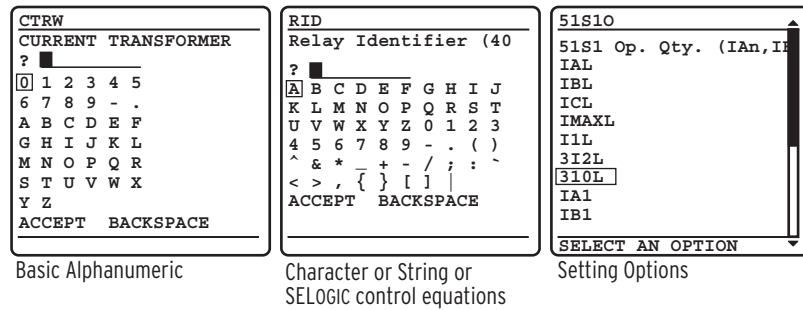 CTRW
CURRENT TRANSFORMER
?
0 1 2 3 4 5
6 7 8 9 - .
A B C D E F
G H I J K L
M N O P Q R
S T U V W X
Y Z
ACCEPT BACKSPACE
Basic Alphanumeric
RID
Relay Identifier (40
?
A B C D E F G H I J
K L M N O P Q R S T
U V W X Y Z 0 1 2 3
4 5 6 7 8 9 - . ( )
^ & * _ + - / ; : `
< > , { } [ ] |
ACCEPT BACKSPACE
Character or String or
SELOGIC control equations
51S1O
51S1 Op. Qty. (IAn,IB
IAL
IBL
ICL
IMAXL
I1L
3I2L
310L
IA1
IB1
SELECT AN OPTION
Setting Options